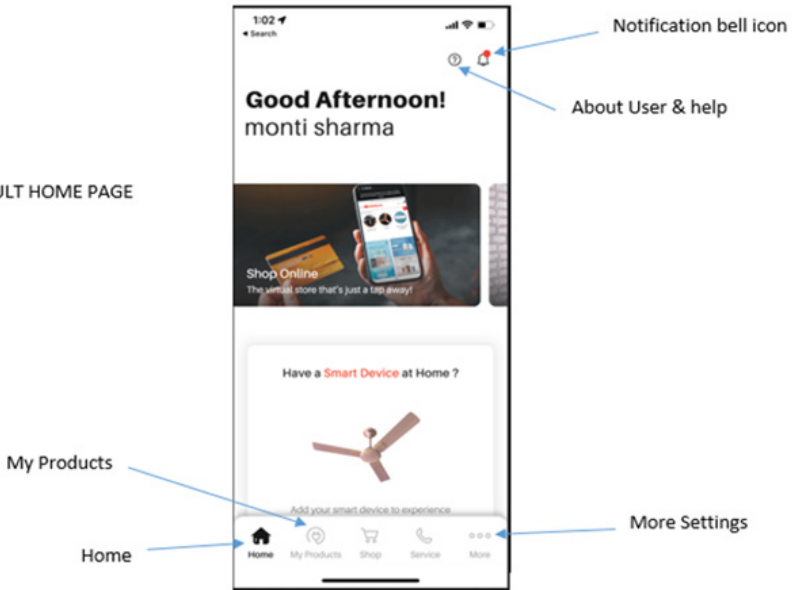 1:02
Search
Notification bell icon
About User & help
Good Afternoon!
monti sharma
ULT HOME PAGE
Shop Online
The virtual store that's just a tap away!
Have a Smart Device at Home ?
My Products
Add your smart device to experience
More Settings
Home
Home My Products Shop Service More